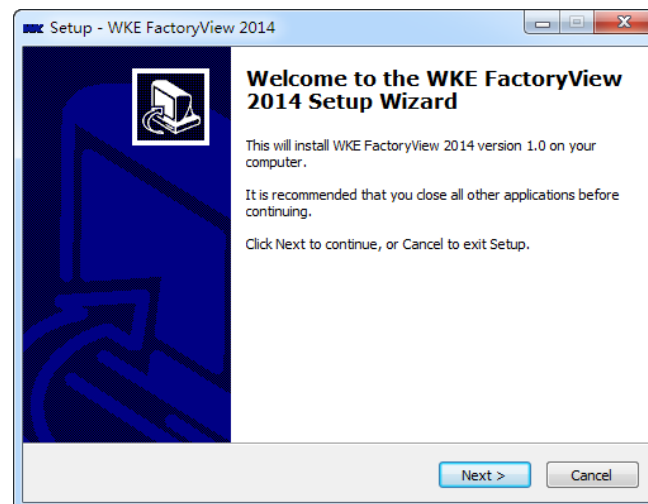 Setup - WKE FactoryView 2014
Welcome to the WKE FactoryView
2014 Setup Wizard
This will install WKE FactoryView 2014 version 1.0 on your
computer.
It is recommended that you close all other applications before
continuing.
Click Next to continue, or Cancel to exit Setup.
Next >
Cancel